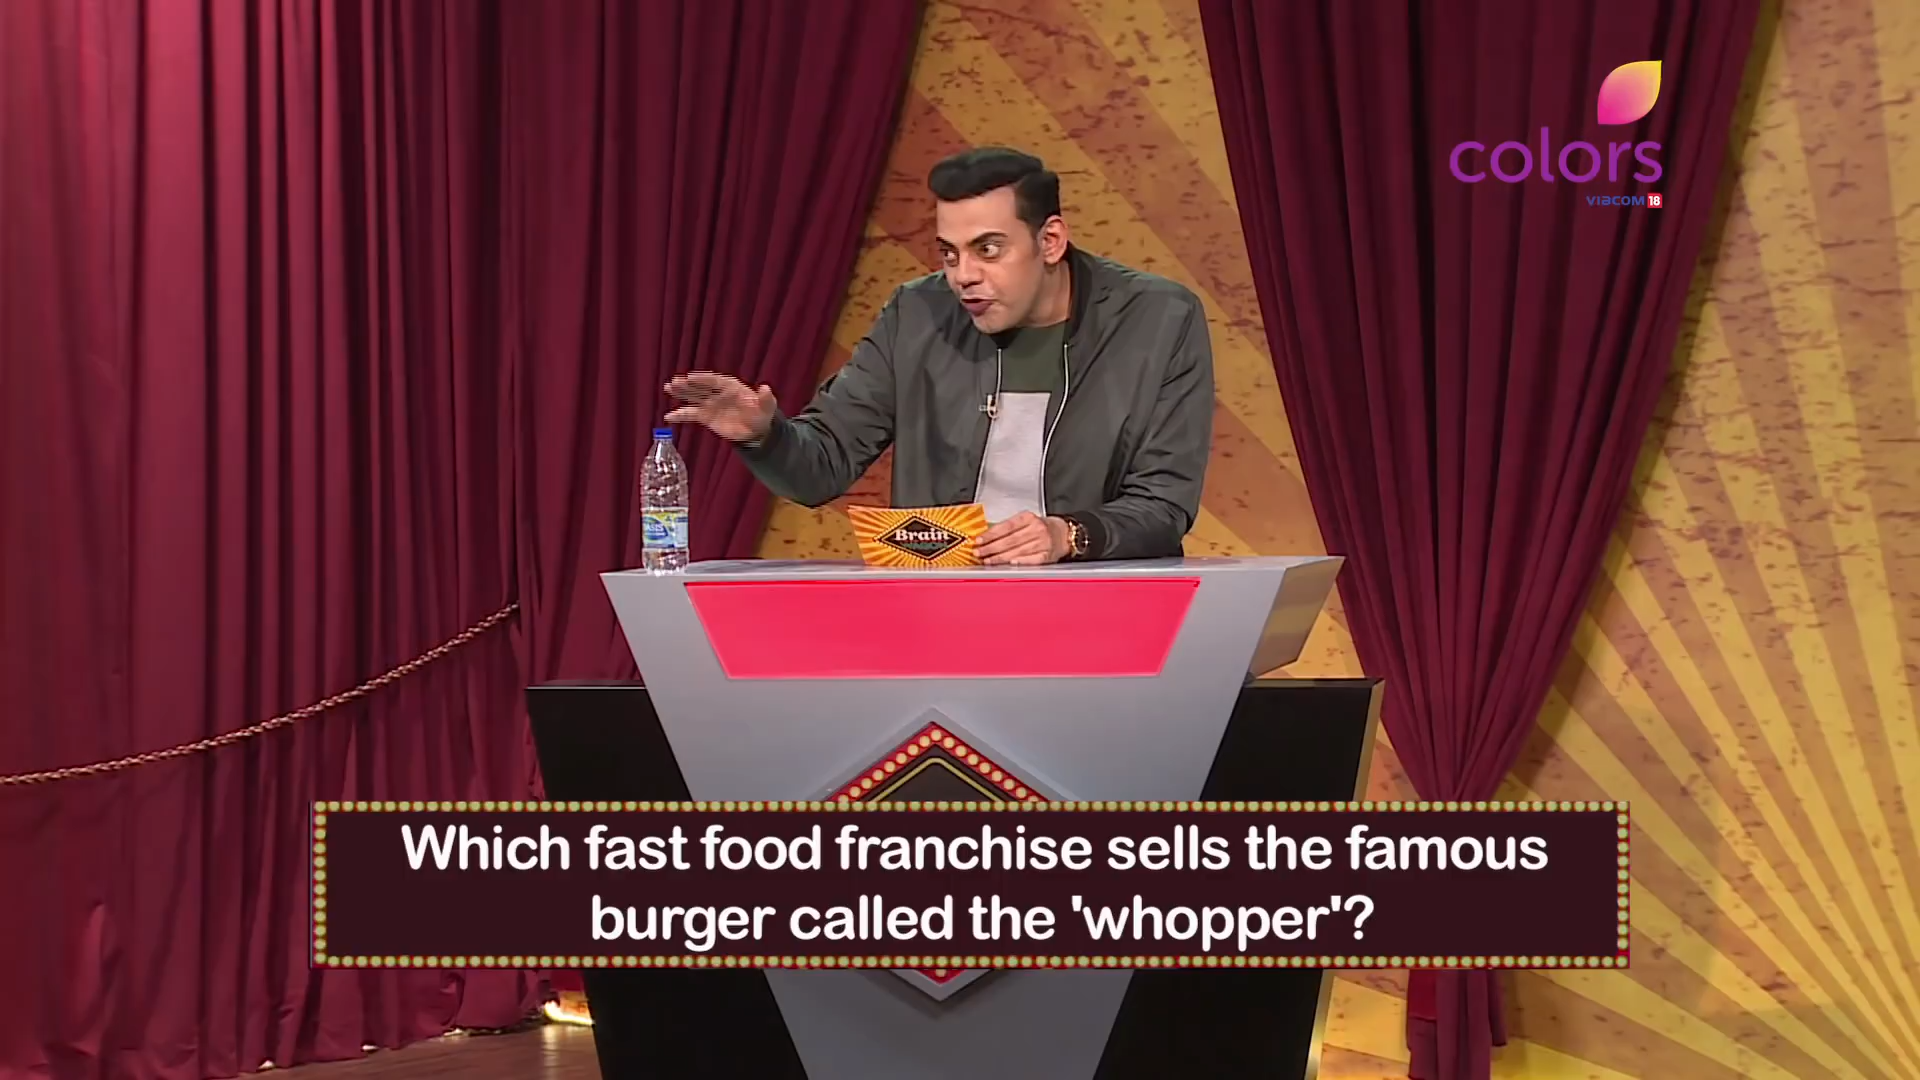 colors
VIACOM 18
Brain
Which fast food franchise sells the famous
burger called the 'whopper'?